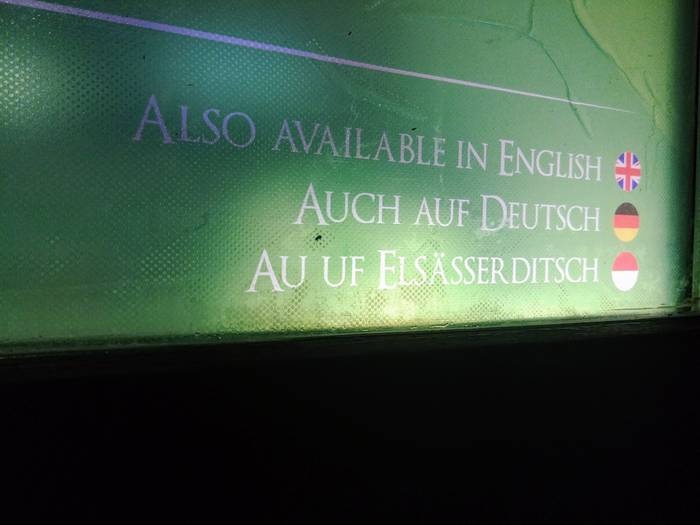 Also available in English
Auch auf Deutsch
Au uf Elsässerditsch